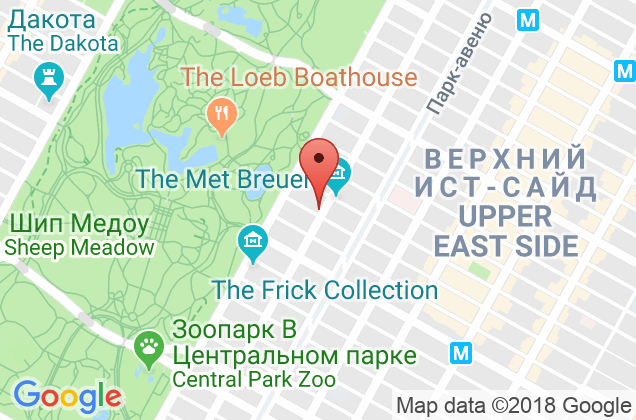 Дакота
The Dakota
The Loeb Boathouse
Парк-авеню
M
M
The Met Breuer
ВЕРХНИЙ
ИСТ-САЙД
UPPER
EAST SIDE
Шип Медоу
Sheep Meadow
The Frick Collection
Зоопарк В
Центральном парке
Central Park Zoo
M
Google
Map data ©2018 Google